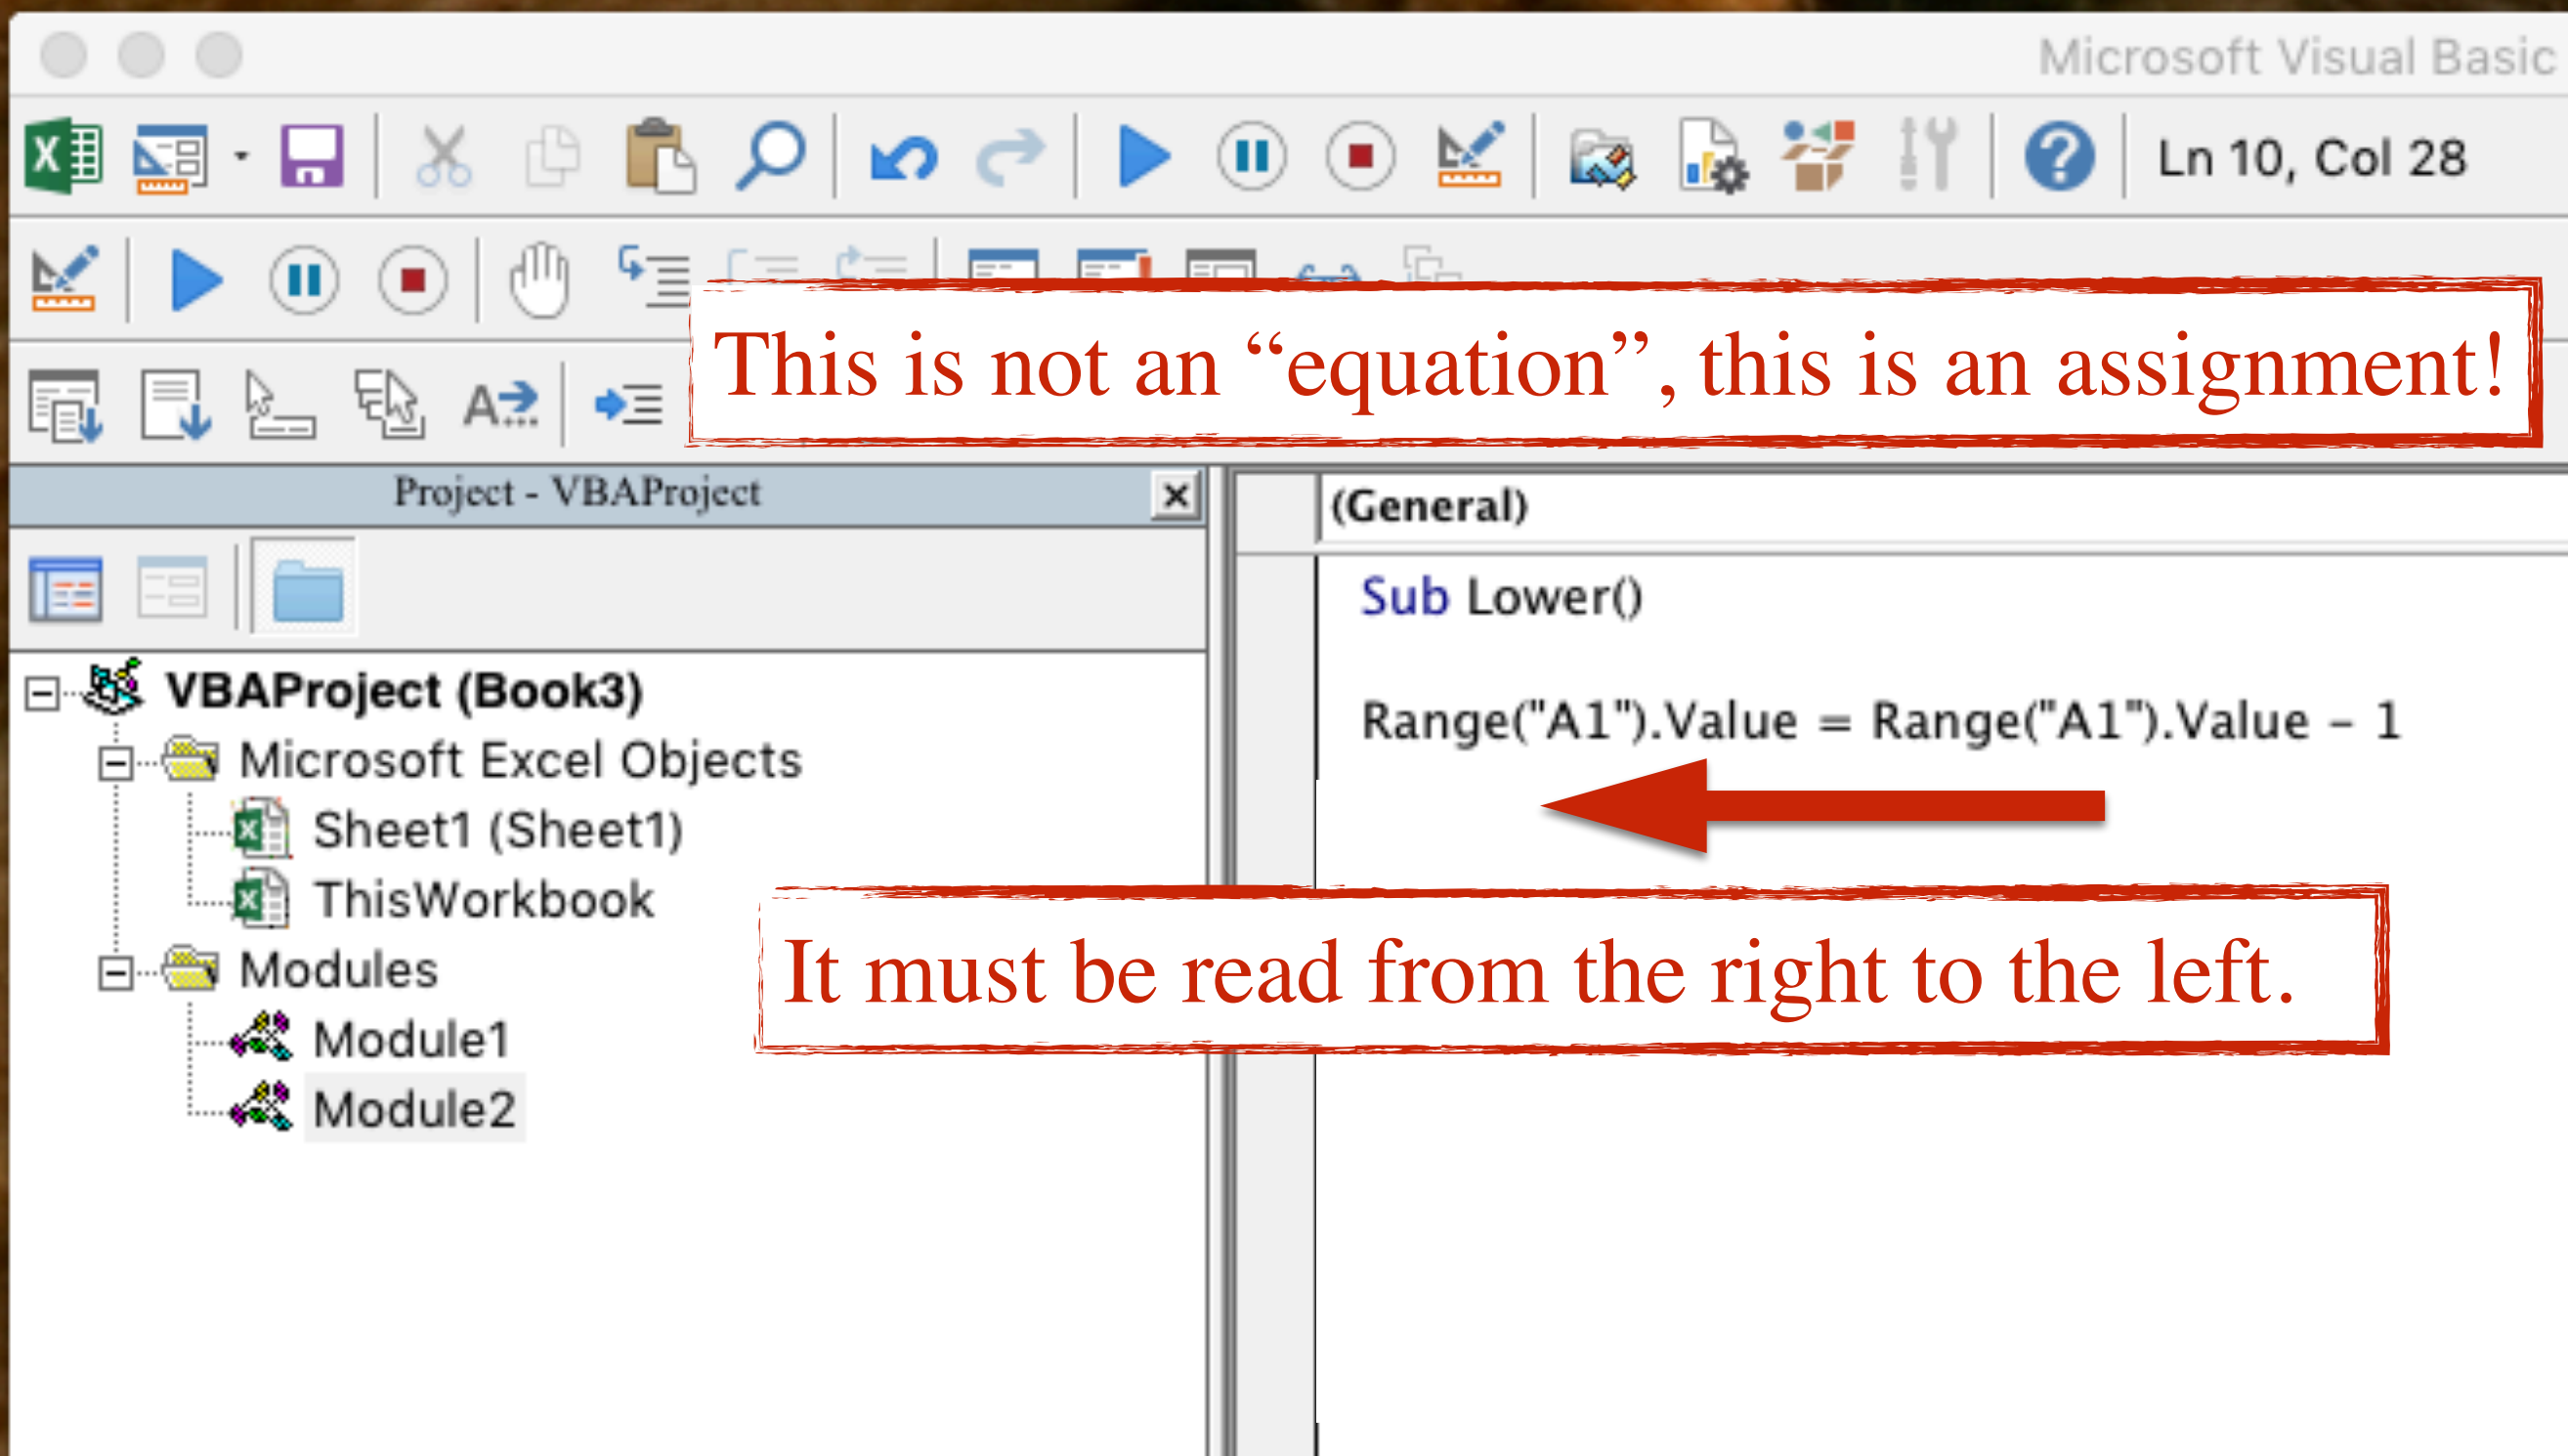 Microsoft Visual Basic
Ln 10, Col 28
This is not an “equation”, this is an assignment!
A
Project - VBAProject
(General)
Sub Lower()
Range("A1").Value = Range("A1").Value - 1
VBAProject (Book3)
Microsoft Excel Objects
Sheet1 (Sheet1)
ThisWorkbook
Modules
Module1
Module2
It must be read from the right to the left.